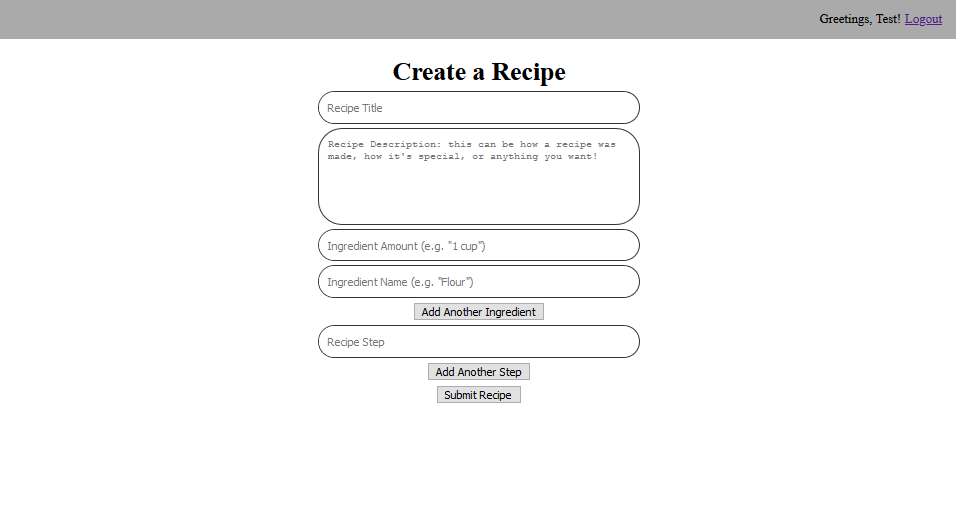 Greetings, Test! Logout
Create a Recipe
Recipe Title
Recipe Description: this can be how a recipe was
made, how it's special, or anything you want!
Ingredient Amount (e.g. "1 cup")
Ingredient Name (e.g. "Flour")
Add Another Ingredient
Recipe Step
Add Another Step
Submit Recipe